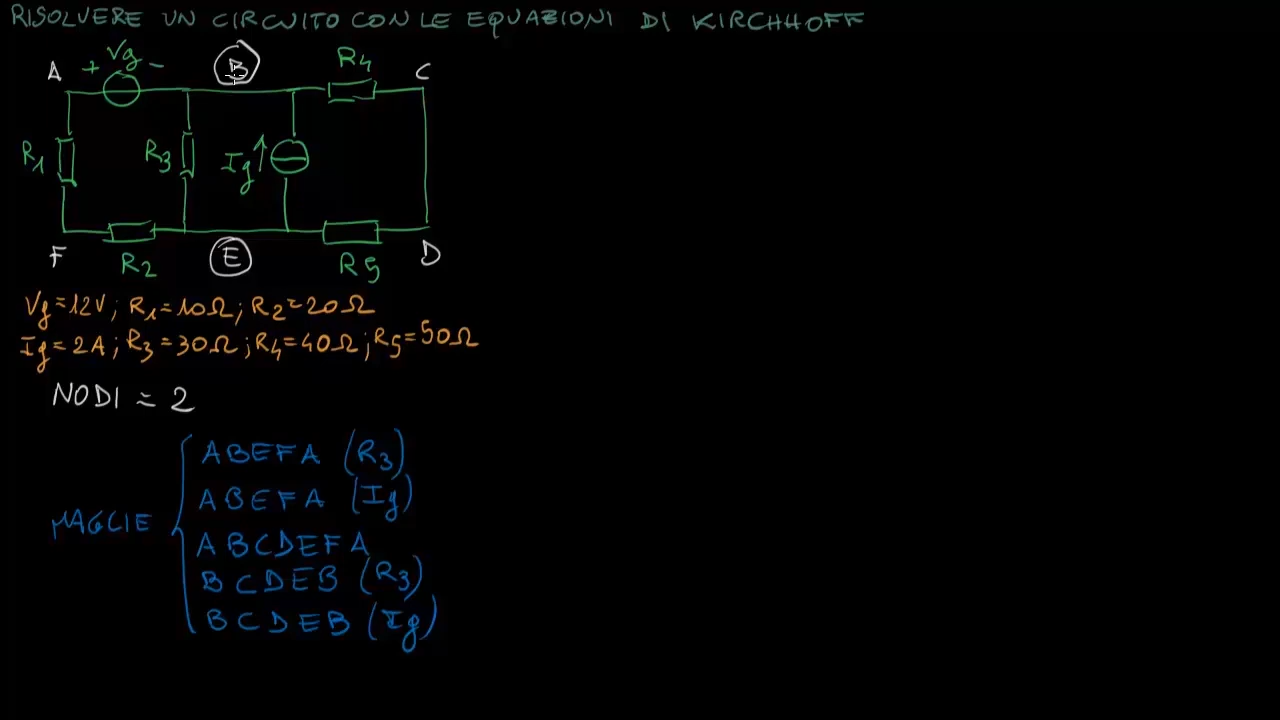 RISOLVERE UN CIRCUITO CON LE EQUAZIONI DI KIRCHHOFF
A + Vg - B R4 C
R1 R3 Ig
F R2 E R5 D
Vg=12V; R1=10Ω; R2=20Ω
Ig=2A; R3=30Ω; R4=40Ω; R5=50Ω
NODI = 2
MAGLIE
ABEFA (R3)
ABEFA (Ig)
ABCDEFA
BCDEB (R3)
BCDEB (Ig)